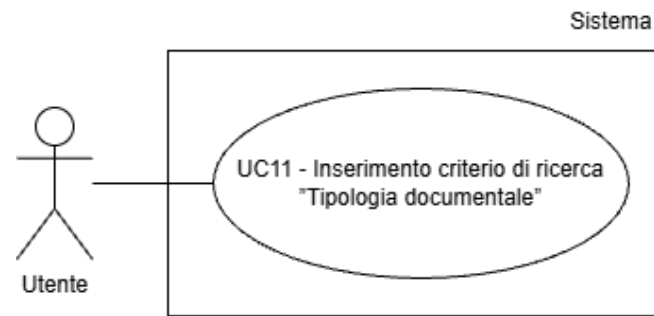 Sistema
UC11 - Inserimento criterio di ricerca
"Tipologia documentale"
Utente